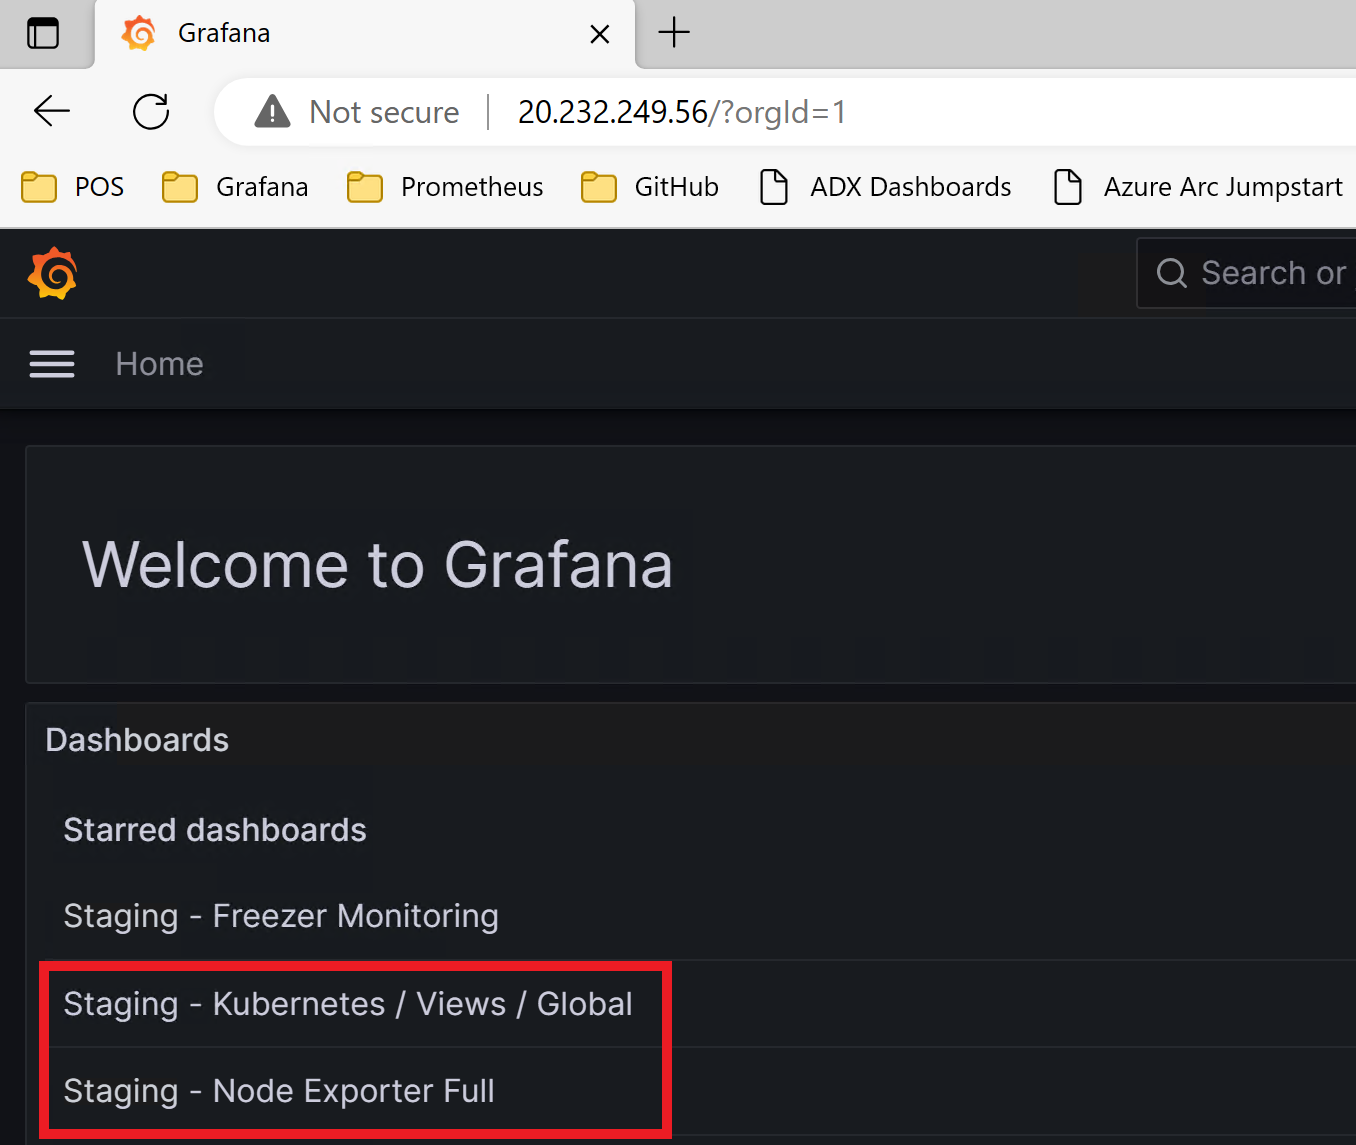 Grafana
Not secure 20.232.249.56/?orgId=1
POS Grafana Prometheus GitHub ADX Dashboards Azure Arc Jumpstart
Search or
Home
Welcome to Grafana
Dashboards
Starred dashboards
Staging - Freezer Monitoring
Staging - Kubernetes / Views / Global
Staging - Node Exporter Full